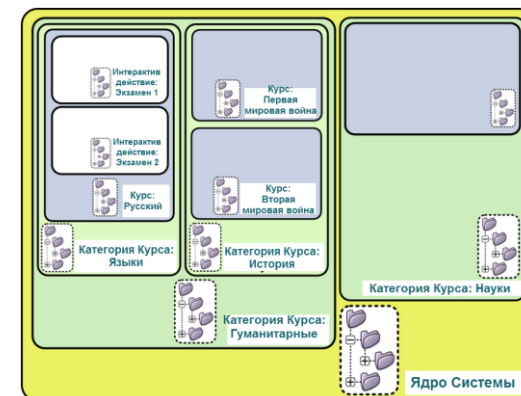 Интерактив
действие:
Экзамен 1
Интерактив
действие:
Экзамен 2
Курс:
Русский
Категория Курса:
Языки
Курс:
Первая
мировая война
Курс:
Вторая
мировая война
Категория Курса:
История
Категория Курса:
Гуманитарные
Категория Курса: Науки
Ядро Системы